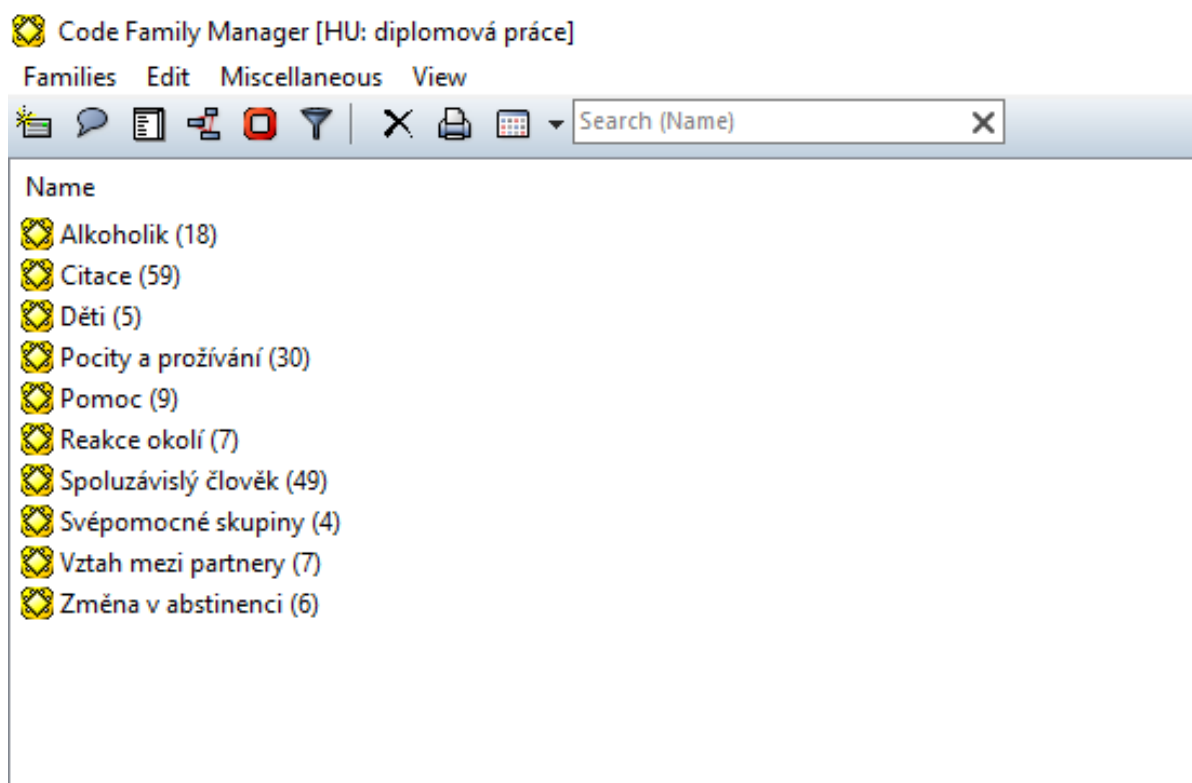 Code Family Manager [HU: diplomová práce]
Families Edit Miscellaneous View
Search (Name)
Name
Alkoholik (18)
Citace (59)
Děti (5)
Pocity a prožívání (30)
Pomoc (9)
Reakce okolí (7)
Spoluzávislý člověk (49)
Svépomocné skupiny (4)
Vztah mezi partnery (7)
Změna v abstinenci (6)